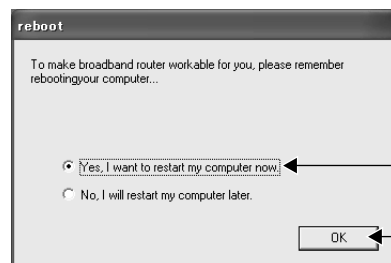 reboot
To make broadband router workable for you, please remember
rebootingyour computer...
Yes, I want to restart my computer now.
No, I will restart my computer later.
OK